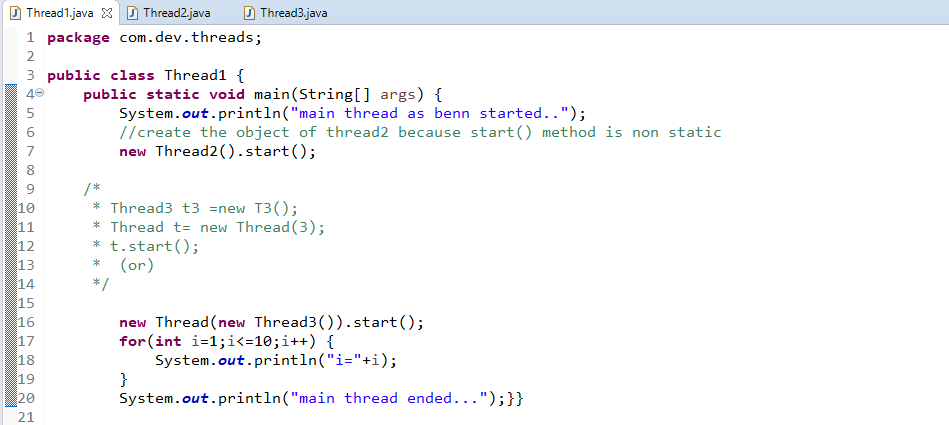 Thread1.java Thread2.java Thread3.java
1 package com.dev.threads;
2
3 public class Thread1 {
4 public static void main(String[] args) {
5 System.out.println("main thread as benn started..");
6 //create the object of thread2 because start() method is non static
7 new Thread2().start();
8
9 /*
10 * Thread3 t3 =new T3();
11 * Thread t= new Thread(3);
12 * t.start();
13 * (or)
14 */
15
16 new Thread(new Thread3()).start();
17 for(int i=1;i<=10;i++) {
18 System.out.println("i="+i);
19 }
20 System.out.println("main thread ended...");}}
21